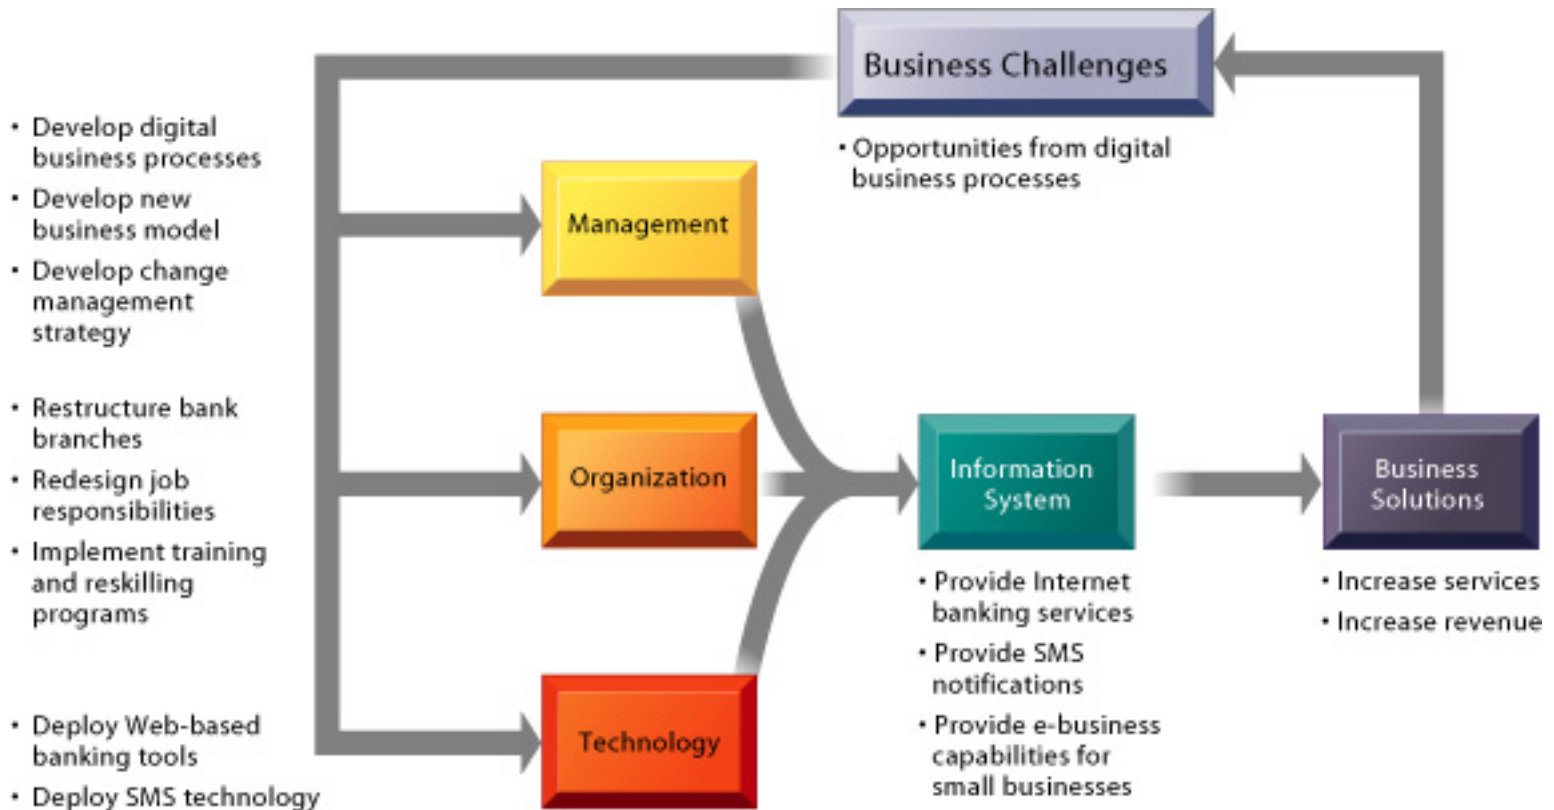 Business Challenges
• Opportunities from digital
business processes
• Develop digital
business processes
• Develop new
business model
• Develop change
management
strategy
Management
• Restructure bank
branches
• Redesign job
responsibilities
• Implement training
and reskilling
programs
Organization
• Deploy Web-based
banking tools
• Deploy SMS technology
Technology
Information
System
• Provide Internet
banking services
• Provide SMS
notifications
• Provide e-business
capabilities for
small businesses
Business
Solutions
• Increase services
• Increase revenue